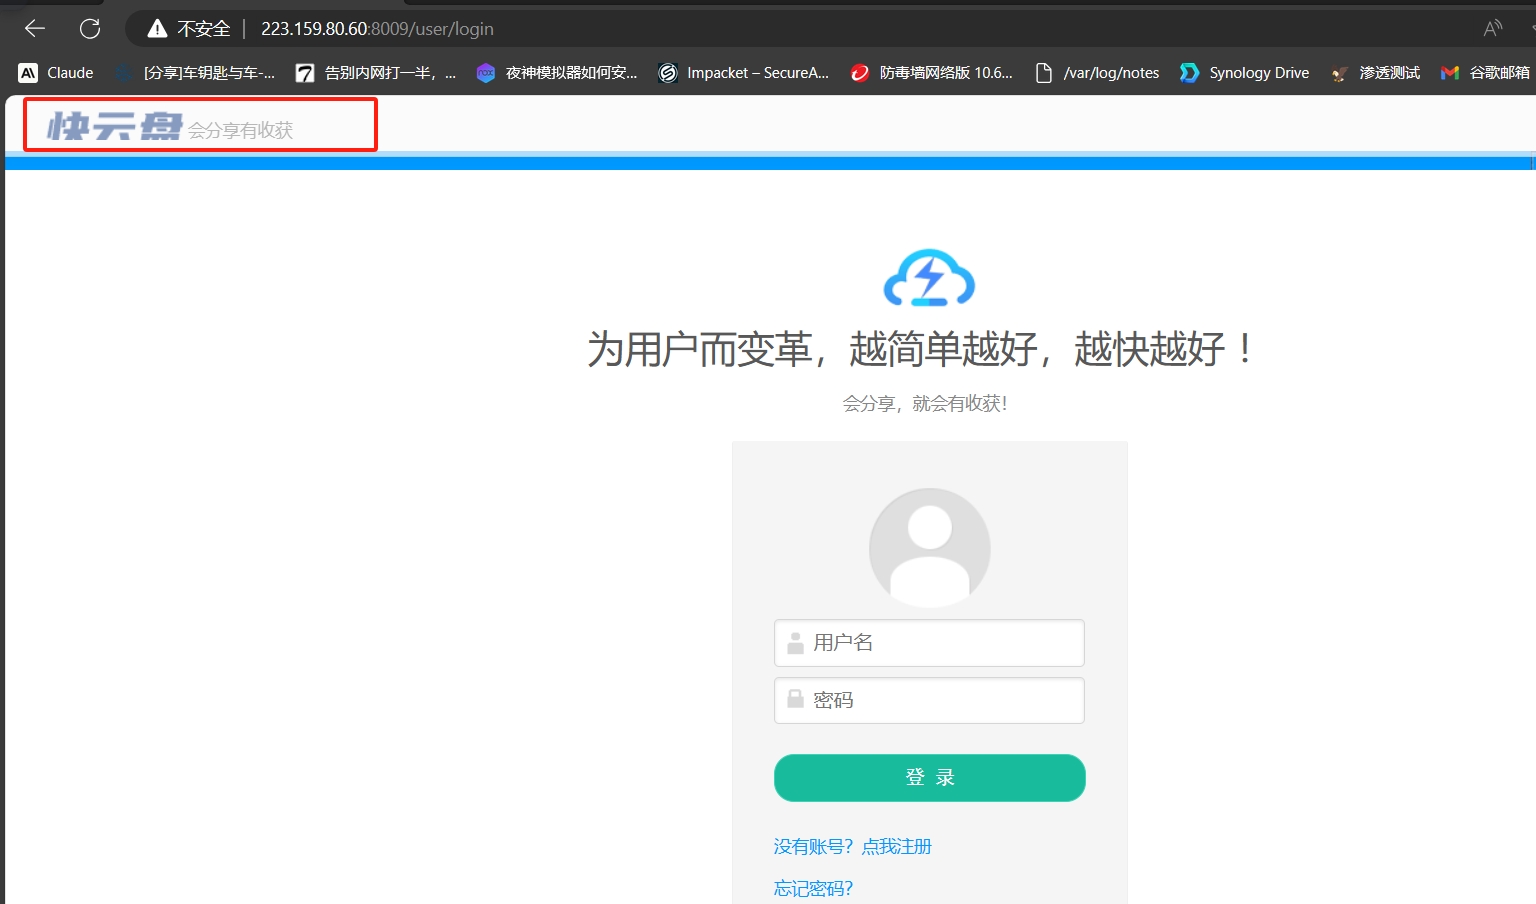 不安全 | 223.159.80.60:8009/user/login
Claude [分享]车钥匙与车-... 告别内网打一半，... 夜神模拟器如何安... Impacket – SecureA... 防毒墙网络版 10.6... /var/log/notes Synology Drive 渗透测试 谷歌邮箱
快云盘 会分享有收获
为用户而变革，越简单越好，越快越好！
会分享，就会有收获!
用户名
密码
登 录
没有账号？点我注册
忘记密码？